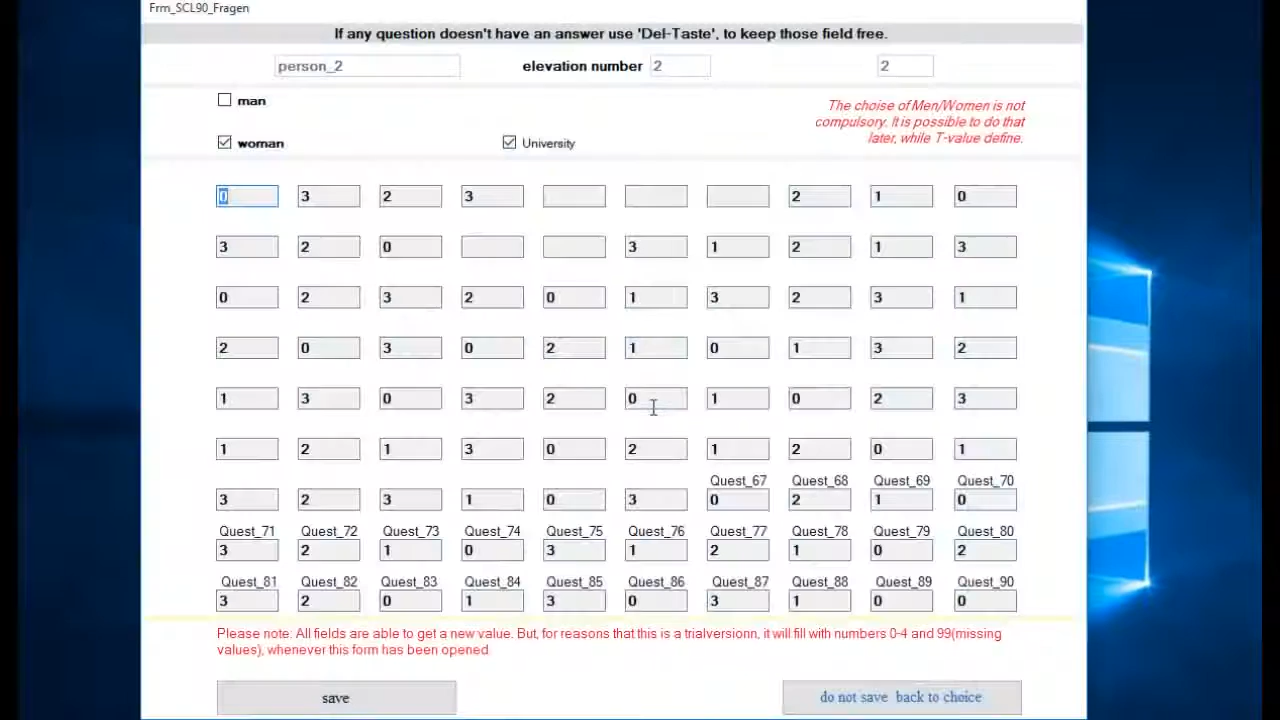 Frm_SCL90_Fragen
If any question doesn't have an answer use 'Del-Taste', to keep those field free.
person_2 elevation number 2 2
man
The choise of Men/Women is not
compulsory. It is possible to do that
later, while T-value define.
woman University
0 3 2 3 2 1 0
3 2 0 3 1 2 1 3
0 2 3 2 0 1 3 2 3 1
2 0 3 0 2 1 0 1 3 2
1 3 0 3 2 0 1 0 2 3
1 2 1 3 0 2 1 2 0 1
Quest_67 Quest_68 Quest_69 Quest_70
3 2 3 1 0 3 0 2 1 0
Quest_71 Quest_72 Quest_73 Quest_74 Quest_75 Quest_76 Quest_77 Quest_78 Quest_79 Quest_80
3 2 1 0 3 1 2 1 0 2
Quest_81 Quest_82 Quest_83 Quest_84 Quest_85 Quest_86 Quest_87 Quest_88 Quest_89 Quest_90
3 2 0 1 3 0 3 1 0 0
Please note: All fields are able to get a new value. But, for reasons that this is a trialversionn, it will fill with numbers 0-4 and 99(missing
values), whenever this form has been opened.
save do not save back to choice